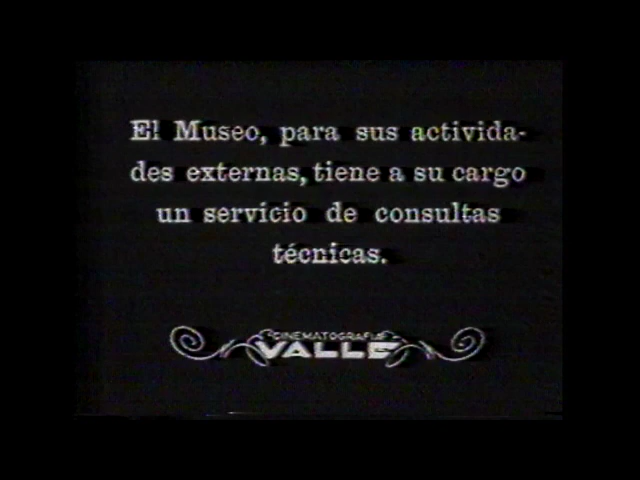 El Museo, para sus activida-
des externas, tiene a su cargo
un servicio de consultas
técnicas.
CINEMATOGRAFIA
VALLE